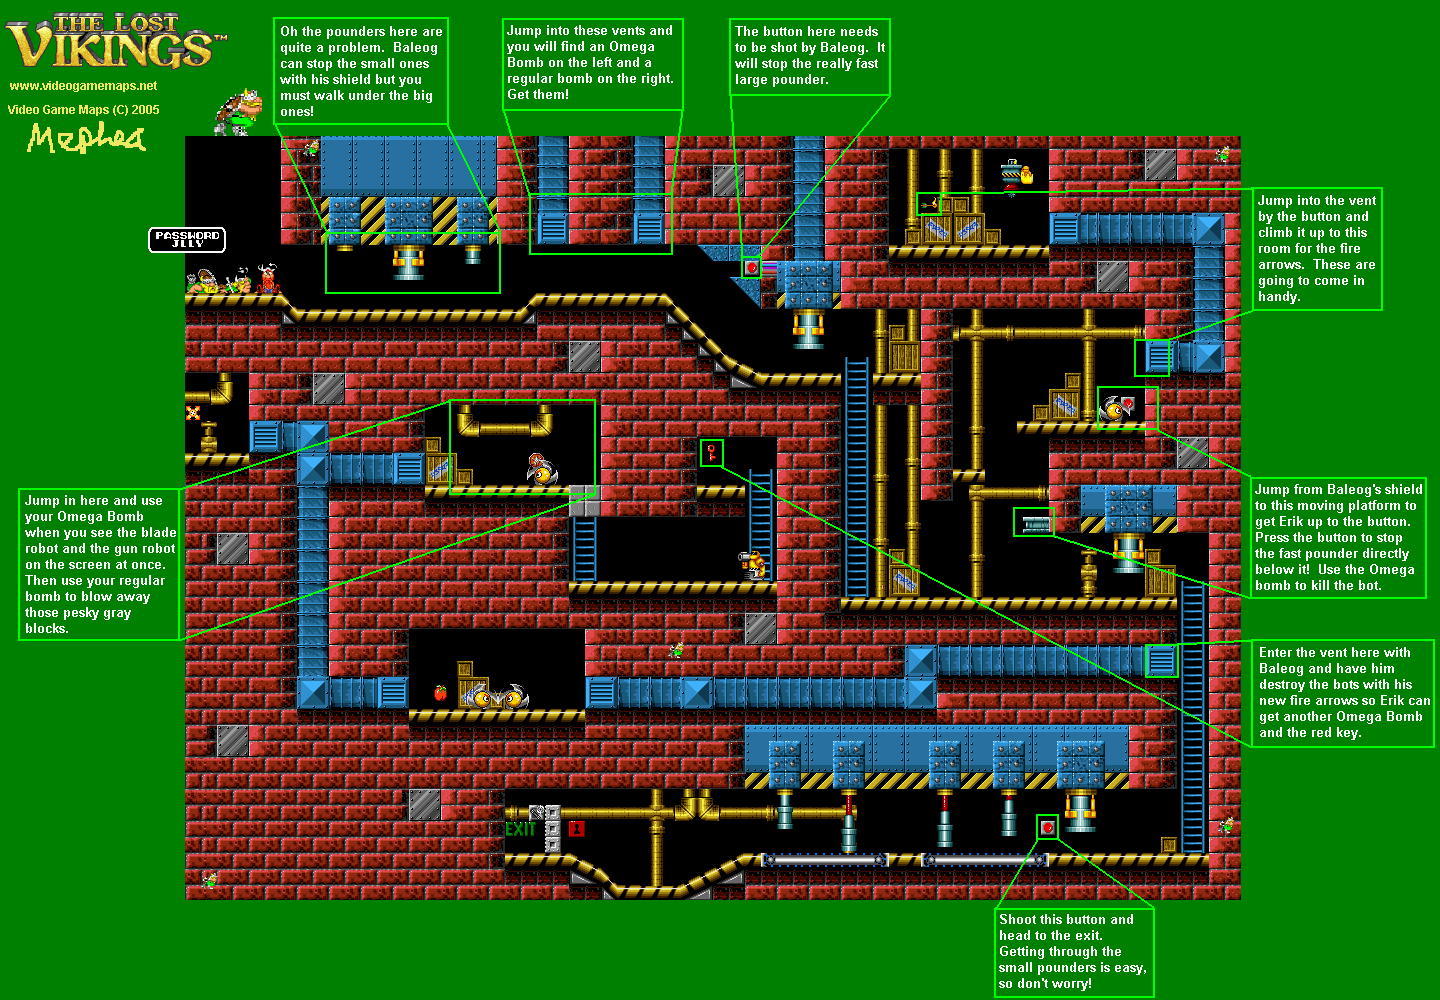 THE LOST
VIKINGS™
www.videogamemaps.net
Video Game Maps (C) 2005
Mephea
Oh the pounders here are
quite a problem.  Baleog
can stop the small ones
with his shield but you
must walk under the big
ones!
Jump into these vents and
you will find an Omega
Bomb on the left and a
regular bomb on the right.
Get them!
The button here needs
to be shot by Baleog.  It
will stop the really fast
large pounder.
PASSWORD
JLLY
Jump into the vent
by the button and
climb it up to this
room for the fire
arrows.  These are
going to come in
handy.
Jump in here and use
your Omega Bomb
when you see the blade
robot and the gun robot
on the screen at once.
Then use your regular
bomb to blow away
those pesky gray
blocks.
Jump from Baleog's shield
to this moving platform to
get Erik up to the button.
Press the button to stop
the fast pounder directly
below it!  Use the Omega
bomb to kill the bot.
Enter the vent here with
Baleog and have him
destroy the bots with his
new fire arrows so Erik can
get another Omega Bomb
and the red key.
EXIT
Shoot this button and
head to the exit.
Getting through the
small pounders is easy,
so don't worry!